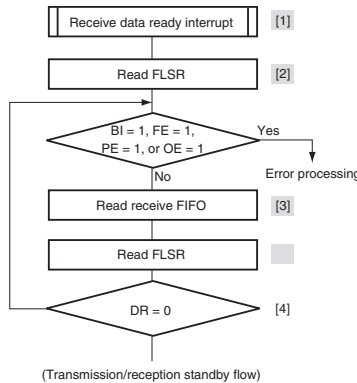 Receive data ready interrupt [1]
Read FLSR [2]
BI = 1, FE = 1,
PE = 1, or OE = 1
Yes
Error processing
No
Read receive FIFO [3]
Read FLSR
DR = 0 [4]
(Transmission/reception standby flow)